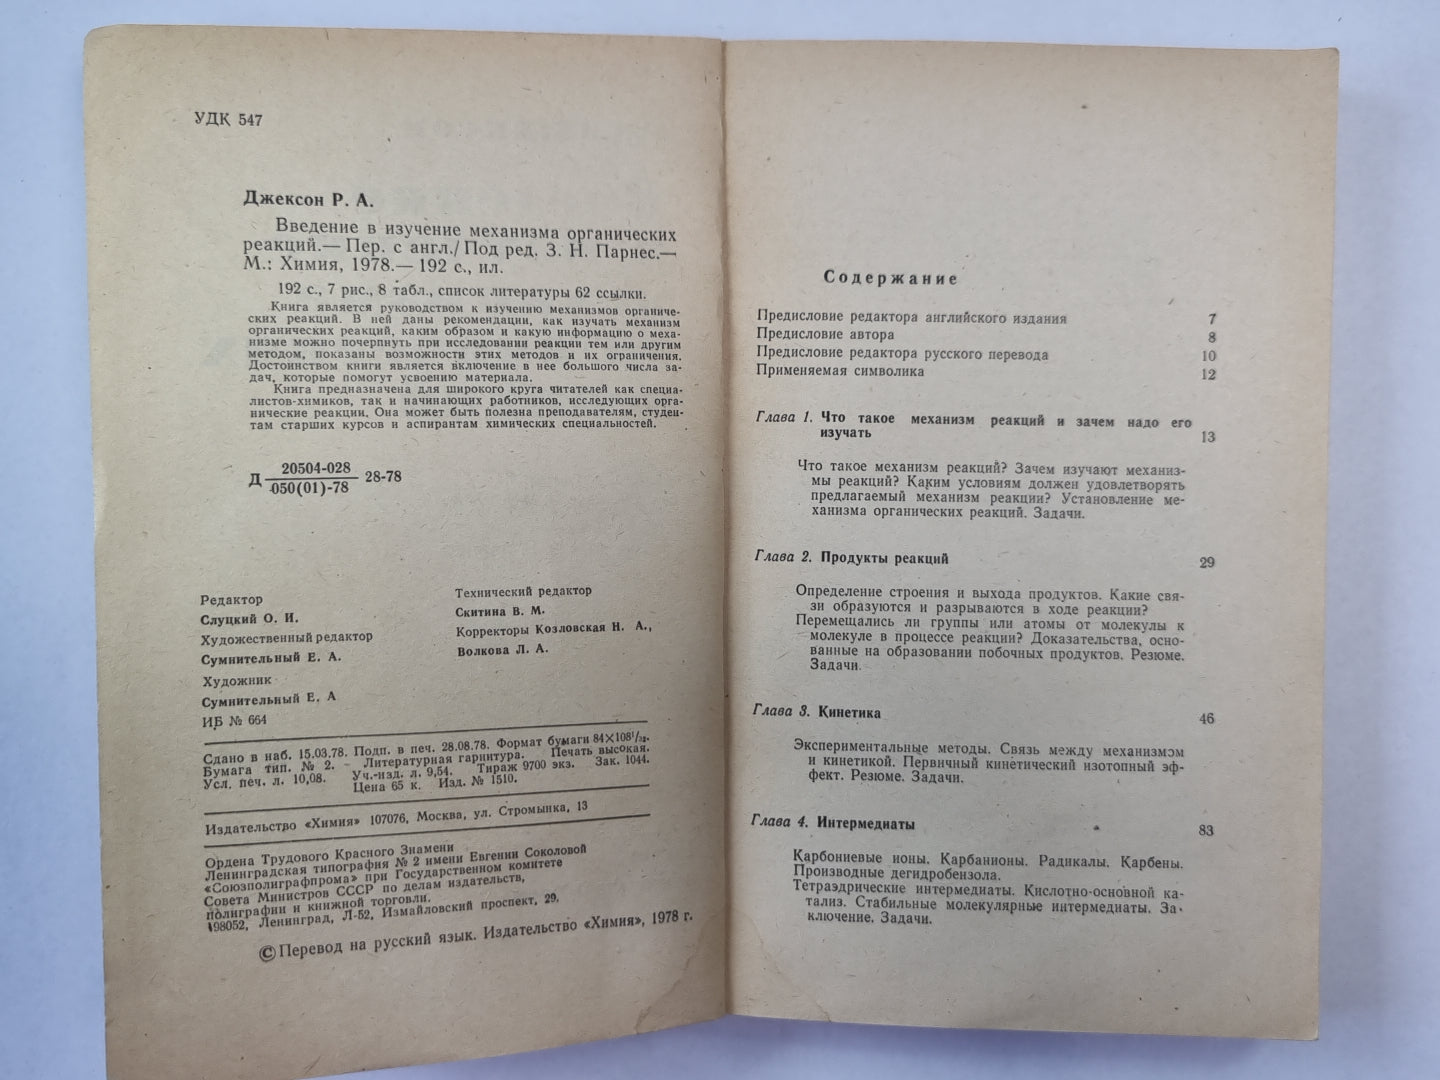 УДК 547
Джексон Р. А.
Введение в изучение механизма органических
реакций.— Пер. с англ./ Под ред. З. Н. Парнес.—
М.: Химия, 1978.— 192 с., ил.
192 с., 7 рис., 8 табл., список литературы 62 ссылки.
Книга является руководством к изучению механизмов органиче-
ских реакций. В ней даны рекомендации, как изучать механизм
органических реакций, каким образом и какую информацию о меха-
низме можно почерпнуть при исследовании реакции тем или другим
методом, показаны возможности этих методов и их ограничения.
Достоинством книги является включение в нее большого числа за-
дач, которые помогут усвоению материала.
Книга предназначена для широкого круга читателей как специа-
листов-химиков, так и начинающих работников, исследующих орга-
нические реакции. Она может быть полезна преподавателям, студен-
там старших курсов и аспирантам химических специальностей.
Д 20504-028
050(01)-78 28-78
Редактор
Слуцкий О. И.
Художественный редактор
Сумнительный Е. А.
Художник
Сумнительный Е. А
ИБ № 664
Технический редактор
Скитина В. М.
Корректоры Козловская Н. А.,
Волкова Л. А.
Сдано в наб. 15.03.78. Подп. в печ. 28.08.78. Формат бумаги 84×108¹/₃₂.
Бумага тип. № 2. Литературная гарнитура. Печать высокая.
Усл. печ. л. 10,08. Уч.-изд. л. 9,54. Тираж 9700 экз. Зак. 1044.
Цена 65 к. Изд. № 1510.
Издательство «Химия» 107076, Москва, ул. Стромынка, 13
Ордена Трудового Красного Знамени
Ленинградская типография № 2 имени Евгении Соколовой
«Союзполиграфпрома» при Государственном комитете
Совета Министров СССР по делам издательств,
полиграфии и книжной торговли.
198052, Ленинград, Л-52, Измайловский проспект, 29.
© Перевод на русский язык. Издательство «Химия», 1978 г.
Содержание
Предисловие редактора английского издания 7
Предисловие автора 8
Предисловие редактора русского перевода 10
Применяемая символика 12
Глава 1. Что такое механизм реакций и зачем надо его
изучать 13
Что такое механизм реакций? Зачем изучают механиз-
мы реакций? Каким условиям должен удовлетворять
предлагаемый механизм реакции? Установление ме-
ханизма органических реакций. Задачи.
Глава 2. Продукты реакций 29
Определение строения и выхода продуктов. Какие свя-
зи образуются и разрываются в ходе реакции?
Перемещались ли группы или атомы от молекулы к
молекуле в процессе реакции? Доказательства, осно-
ванные на образовании побочных продуктов. Резюме.
Задачи.
Глава 3. Кинетика 46
Экспериментальные методы. Связь между механизмом
и кинетикой. Первичный кинетический изотопный эф-
фект. Резюме. Задачи.
Глава 4. Интермедиаты 83
Карбониевые ионы. Карбанионы. Радикалы. Карбены.
Производные дегидробензола.
Тетраэдрические интермедиаты. Кислотно-основной ка-
тализ. Стабильные молекулярные интермедиаты. За-
ключение. Задачи.